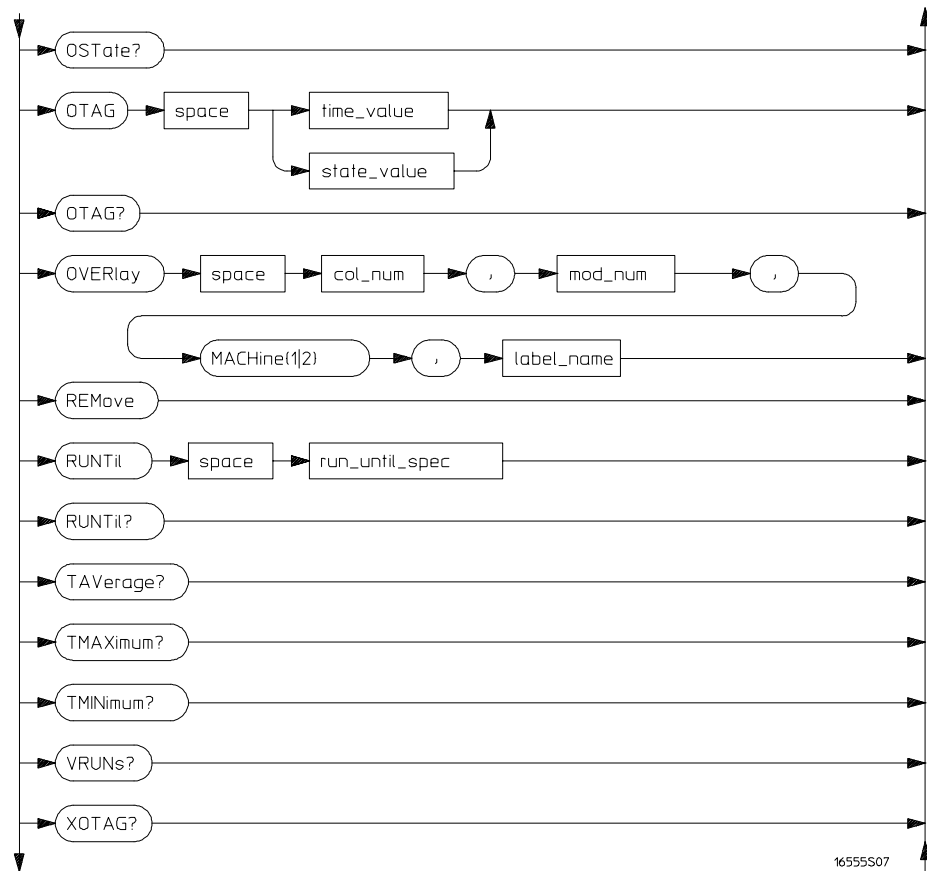 OSTate?
OTAG space time_value
state_value
OTAG?
OVERlay space col_num , mod_num ,
MACHine{1|2} , label_name
REMove
RUNTil space run_until_spec
RUNTil?
TAVerage?
TMAXimum?
TMINimum?
VRUNs?
XOTAG?
16555S07